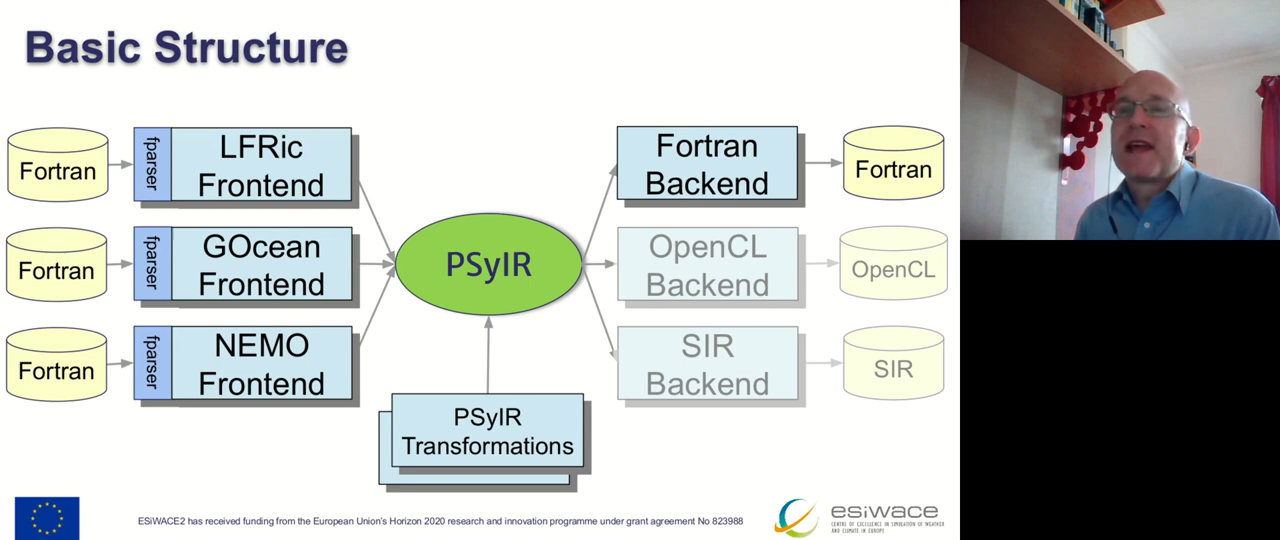 Basic Structure
Fortran
fparser
LFRic
Frontend
Fortran
fparser
GOcean
Frontend
Fortran
fparser
NEMO
Frontend
PSyIR
PSyIR
Transformations
Fortran
Backend
Fortran
OpenCL
Backend
OpenCL
SIR
Backend
SIR
ESiWACE2 has received funding from the European Union's Horizon 2020 research and innovation programme under grant agreement No 823988
esiwace
CENTRE OF EXCELLENCE IN SIMULATION OF WEATHER
AND CLIMATE IN EUROPE